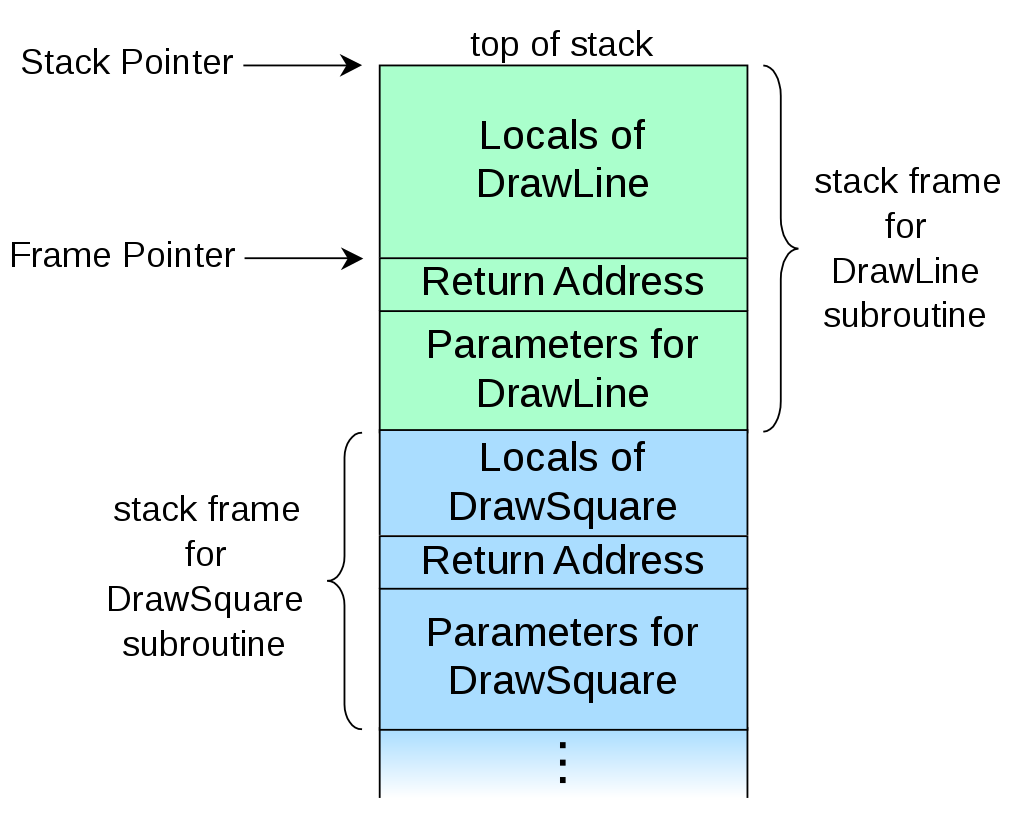 top of stack
Stack Pointer
Locals of
DrawLine
stack frame
for
DrawLine
subroutine
Frame Pointer
Return Address
Parameters for
DrawLine
Locals of
DrawSquare
stack frame
for
DrawSquare
subroutine
Return Address
Parameters for
DrawSquare
⋮